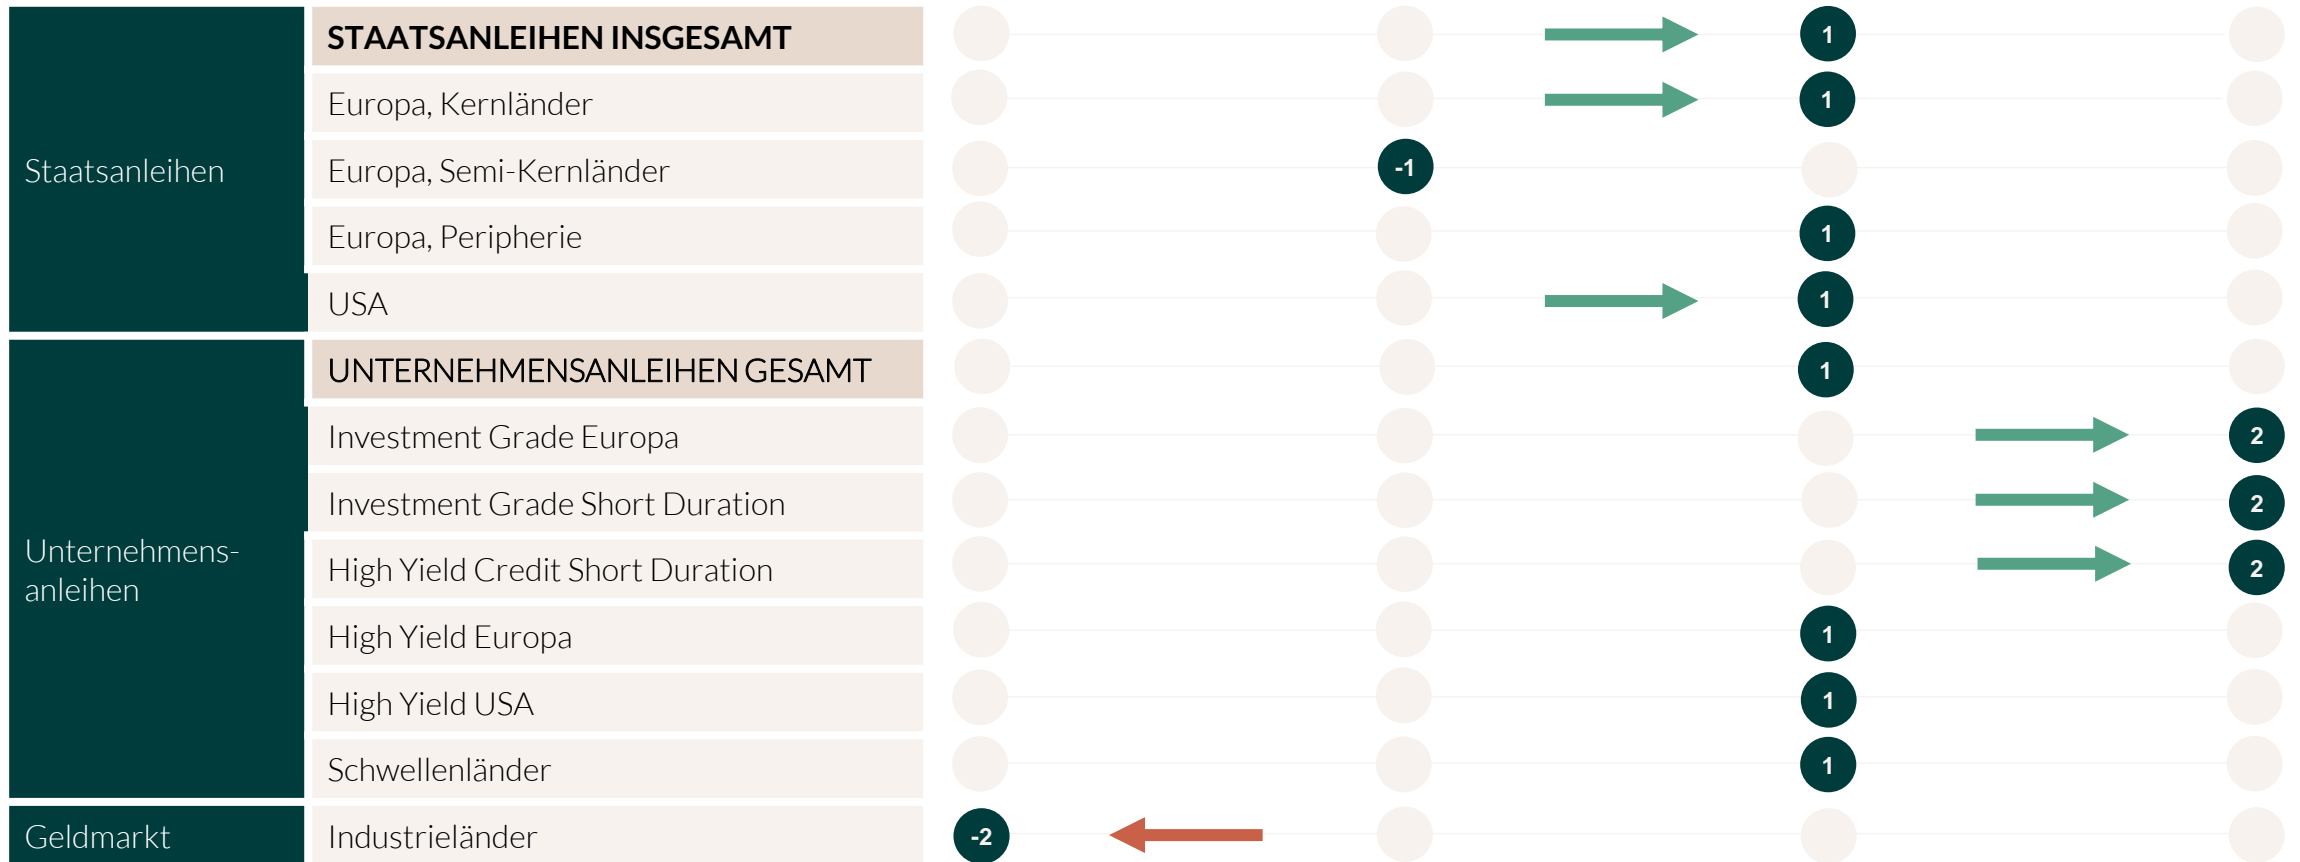 STAATSANLEIHEN INSGESAMT
1
Europa, Kernländer
1
Staatsanleihen
Europa, Semi-Kernländer
-1
Europa, Peripherie
1
USA
1
UNTERNEHMENSANLEIHEN GESAMT
1
Investment Grade Europa
2
Investment Grade Short Duration
2
Unternehmens-
anleihen
High Yield Credit Short Duration
2
High Yield Europa
1
High Yield USA
1
Schwellenländer
1
Geldmarkt
Industrieländer
-2